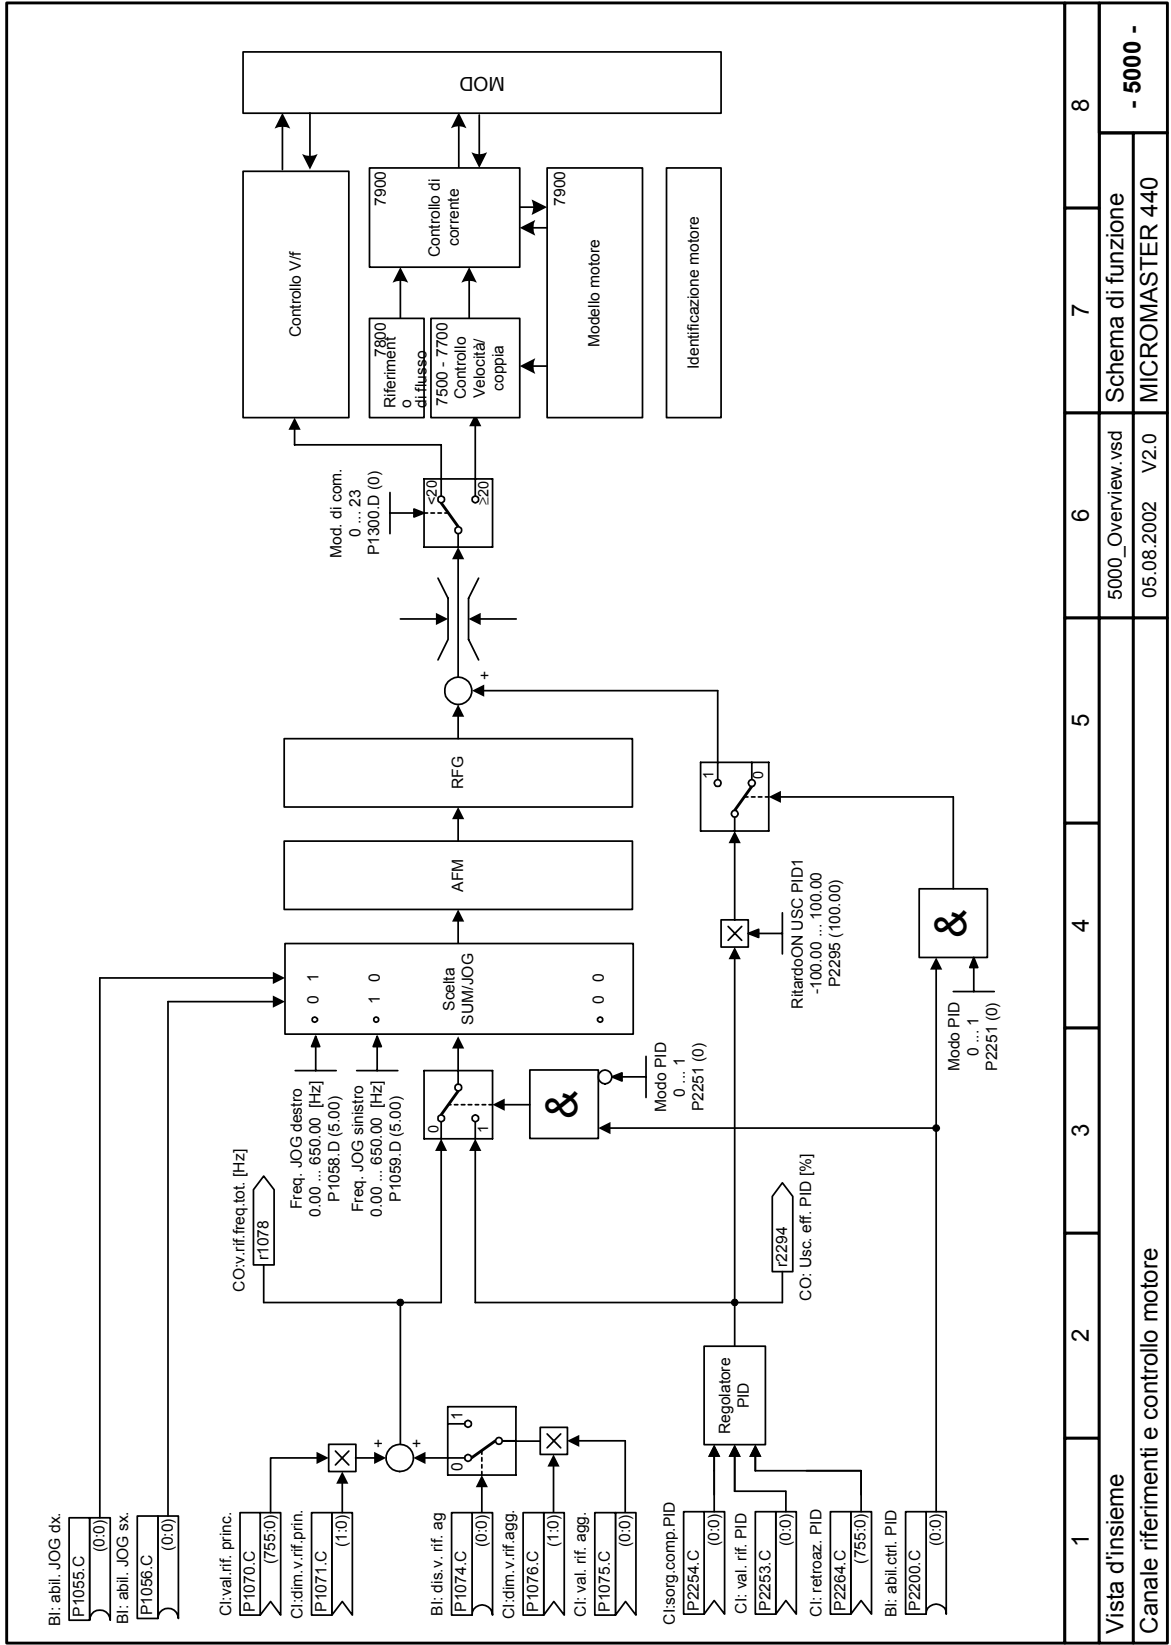 BI: abil. JOG dx.
P1055.C
(0:0)
BI: abil. JOG sx.
P1056.C
(0:0)
CI:val.rif. princ.
P1070.C
(755:0)
CI:dim.v.rif.prin.
P1071.C
(1:0)
BI: dis.v. rif. ag
P1074.C
(0:0)
CI:dim.v.rif.agg.
P1076.C
(1:0)
CI: val. rif. agg.
P1075.C
(0:0)
CI:sorg.comp.PID
P2254.C
(0:0)
CI: val. rif. PID
P2253.C
(0:0)
CI: retroaz. PID
P2264.C
(755:0)
BI: abil.ctrl. PID
P2200.C
(0:0)
+
+
0
1
Regolatore
PID
CO:v.rif.freq.tot. [Hz]
r1078
r2294
CO: Usc. eff. PID [%]
Freq. JOG destro
0.00 ... 650.00 [Hz]
P1058.D (5.00)
Freq. JOG sinistro
0.00 ... 650.00 [Hz]
P1059.D (5.00)
0
1
&
Modo PID
0 ... 1
P2251 (0)
0 1
1 0
Scelta
SUM/JOG
0 0
AFM
RFG
RitardoON USC PID1
-100.00 ... 100.00
P2295 (100.00)
&
Modo PID
0 ... 1
P2251 (0)
1
0
+
Mod. di com.
0 ... 23
P1300.D (0)
<20
≥20
Controllo V/f
7800
Riferiment
o
di flusso
7500 - 7700
Controllo
Velocità/
coppia
7900
Controllo di
corrente
7900
Modello motore
Identificazione motore
MOD
1
2
3
4
5
6
7
8
Vista d'insieme
5000_Overview.vsd
Schema di funzione
- 5000 -
Canale riferimenti e controllo motore
05.08.2002
V2.0
MICROMASTER 440